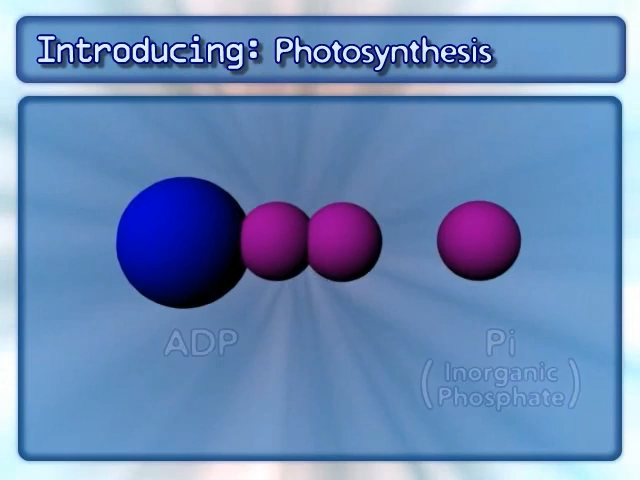 Introducing: Photosynthesis
ADP
Pi
(Inorganic
Phosphate)